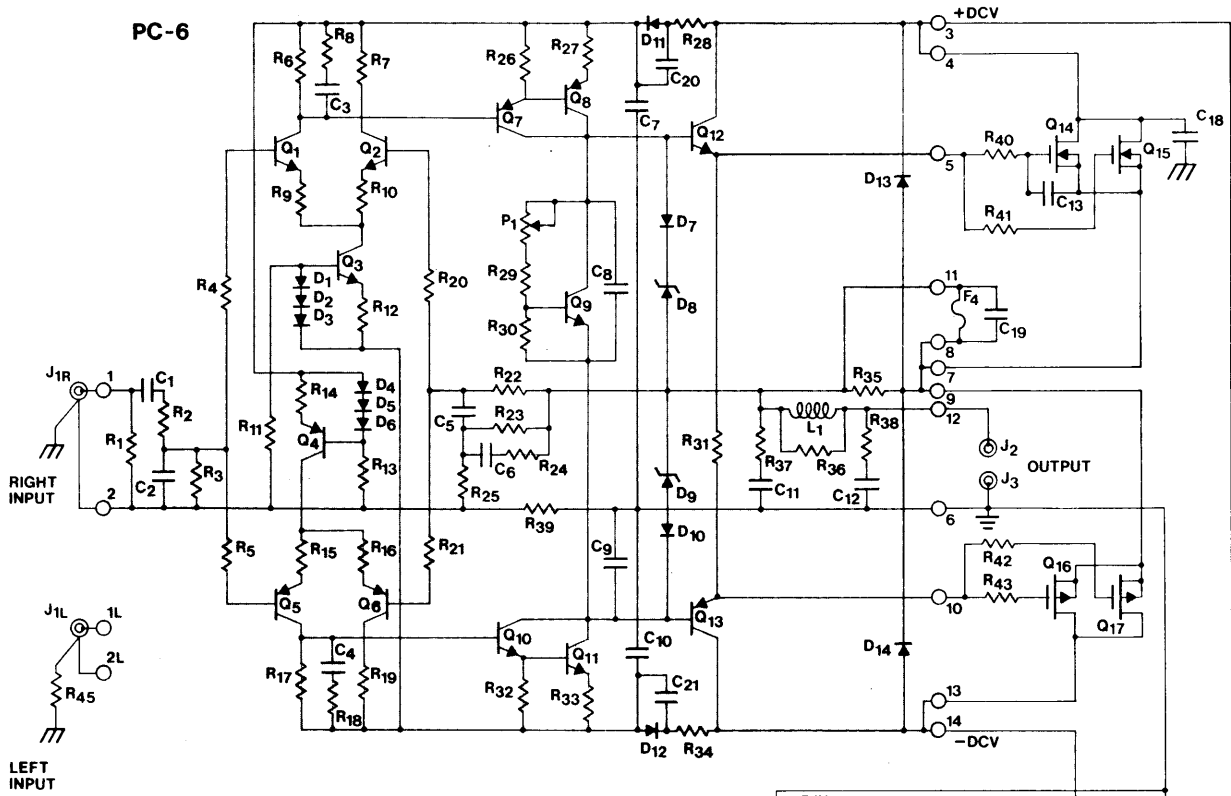 PC-6
D11
R28
+DCV
3
4
R6
R8
R7
C3
R26
R27
C20
C7
Q7
Q8
Q12
Q1
Q2
5
R40
Q14
Q15
C18
C13
R41
R9
R10
D13
P1
D7
R4
Q3
D1
D2
D3
R12
R20
R29
C8
Q9
D8
R30
11
F4
C19
8
7
J1R
1
C1
R2
R1
C2
R3
2
RIGHT
INPUT
R11
R14
D4
D5
D6
Q4
R13
R22
C5
R23
C6
R24
R25
R39
R35
9
12
L1
R31
R37
R36
R38
C11
C12
J2
OUTPUT
J3
6
D9
D10
C9
R5
R15
R16
R21
R42
Q16
R43
10
Q17
Q5
Q6
Q10
Q11
Q13
J1L
1L
2L
R45
LEFT
INPUT
R17
C4
R18
R19
R32
R33
C10
C21
D14
13
14
-DCV
D12
R34